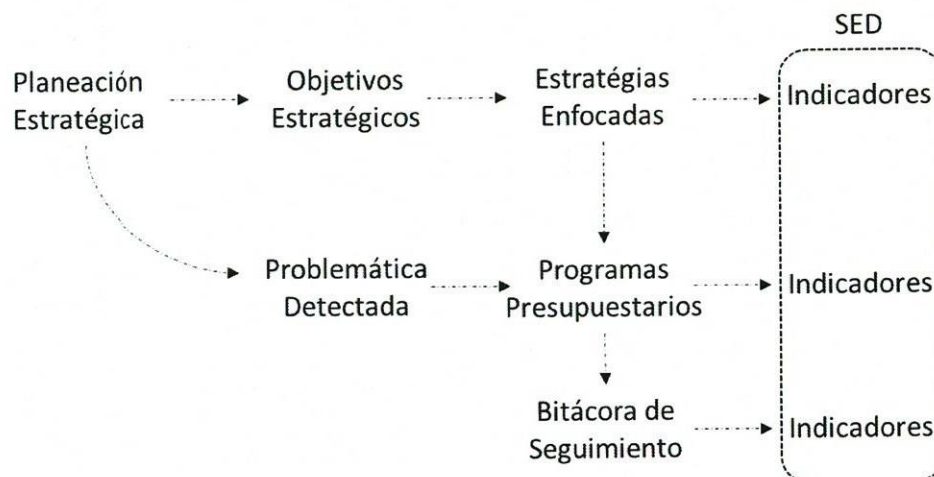 SED
Planeación
Estratégica
Objetivos
Estratégicos
Estratégias
Enfocadas
Indicadores
Problemática
Detectada
Programas
Presupuestarios
Indicadores
Bitácora de
Seguimiento
Indicadores